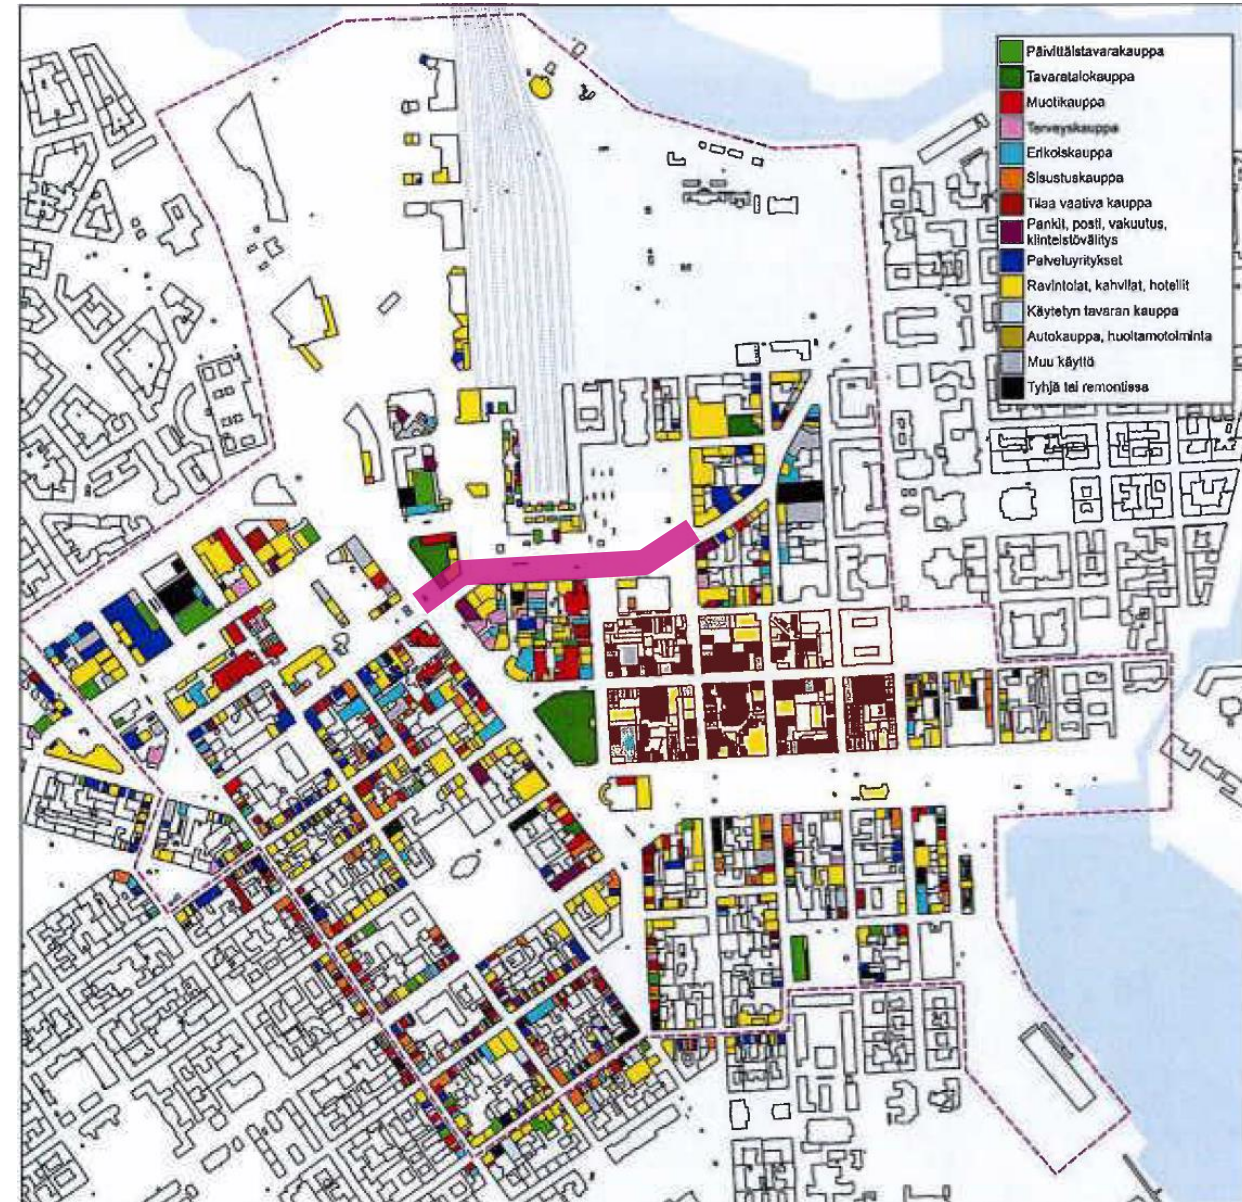 Päivittäistavarakauppa
Tavaratalokauppa
Muotikauppa
Terveyskauppa
Erikoiskauppa
Sisustuskauppa
Tilaa vaativa kauppa
Pankit, posti, vakuutus,
kiinteistövälitys
Palveluyritykset
Ravintolat, kahvilat, hotellit
Käytetyn tavaran kauppa
Autokauppa, huoltamotoiminta
Muu käyttö
Tyhjä tai remontissa